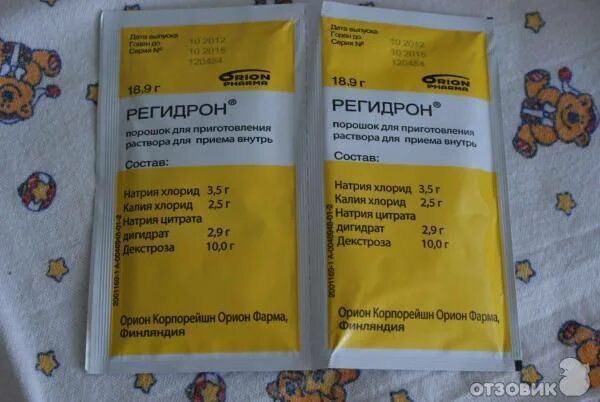 Дата выпуска 10 2012
Годен до 10 2015
Серия № 120484
18,9 г
ORION
PHARMA
РЕГИДРОН®
порошок для приготовления
раствора для приема внутрь
Состав:
Натрия хлорид 3,5 г
Калия хлорид 2,5 г
Натрия цитрата
дигидрат 2,9 г
Декстроза 10,0 г
Орион Корпорейшн Орион Фарма,
Финляндия
Дата выпуска
Годен до 10 2012
Серия № 10 2015
120484
18,9 г
ORION
PHARMA
РЕГИДРОН®
порошок для приготовления
раствора для приема внутрь
Состав:
Натрия хлорид 3,5 г
Калия хлорид 2,5 г
Натрия цитрата
дигидрат 2,9 г
Декстроза 10,0 г
Орион Корпорейшн Орион Фарма,
Финляндия
ОТЗОВИК